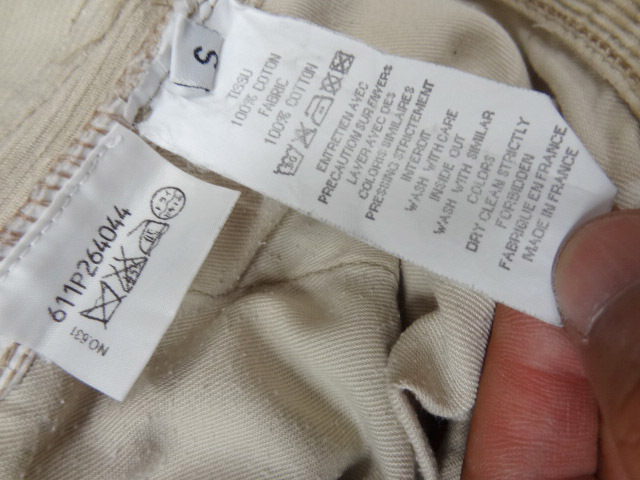 S
TISSU
100% COTON
FABRIC
100% COTTON
ENTRETIEN AVEC
PRECAUTION SUR ENVERS
LAVER AVEC DES
COLORIS SIMILAIRES
PRESSING STRICTEMENT
INTERDIT.
WASH WITH CARE
INSIDE OUT
WASH WITH SIMILAR
COLORS
DRY CLEAN STRICTLY
FORBIDDEN
FABRIQUE EN FRANCE
MADE IN FRANCE
611P264044
NO.631